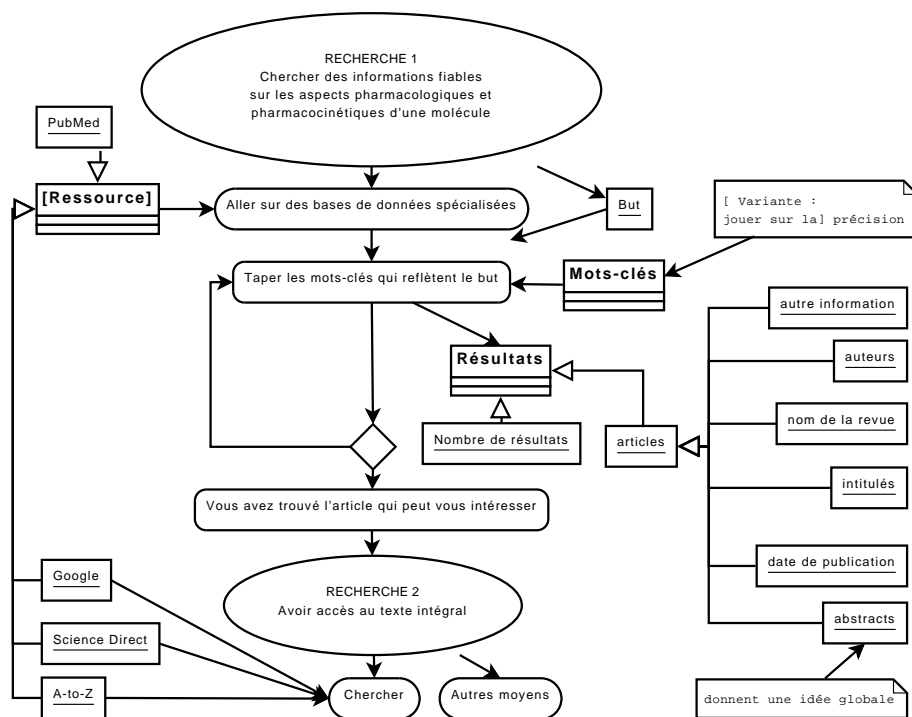 RECHERCHE 1
Chercher des informations fiables
sur les aspects pharmacologiques et
pharmacocinétiques d'une molécule
PubMed
[Ressource]
Aller sur des bases de données spécialisées
But
[ Variante :
jouer sur la] précision
Taper les mots-clés qui reflètent le but
Mots-clés
autre information
Résultats
auteurs
nom de la revue
Nombre de résultats
articles
intitulés
Vous avez trouvé l'article qui peut vous intéresser
date de publication
Google
RECHERCHE 2
Avoir accès au texte intégral
abstracts
Science Direct
A-to-Z
Chercher
Autres moyens
donnent une idée globale